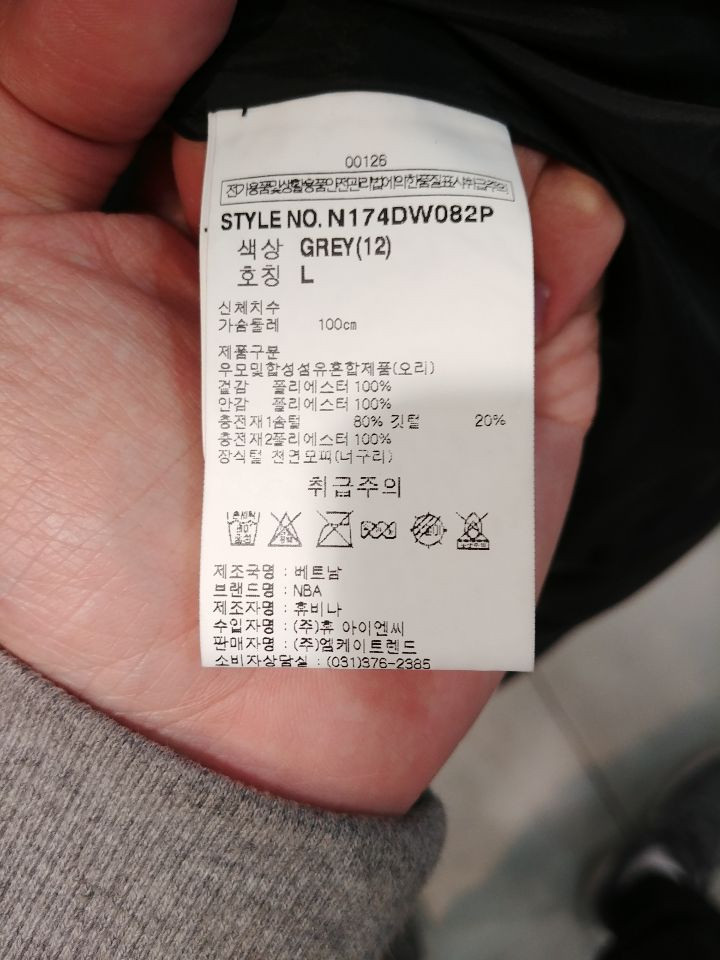 00126
전기용품및생활용품안전관리법에의한품질표시취급주의
STYLE NO. N174DW082P
색상 GREY(12)
호칭 L
신체치수
가슴둘레 100cm
제품구분
우모및합성섬유혼합제품(오리)
겉감 폴리에스터 100%
안감 폴리에스터 100%
충전재1솜털 80% 깃털 20%
충전재2폴리에스터 100%
장식털 천연모피(너구리)
취급주의
제조국명 : 베트남
브랜드명 : NBA
제조자명 : 휴비나
수입자명 : (주)휴 아이엔씨
판매자명 : (주)엠케이트렌드
소비자상담실 : (031)376-2385